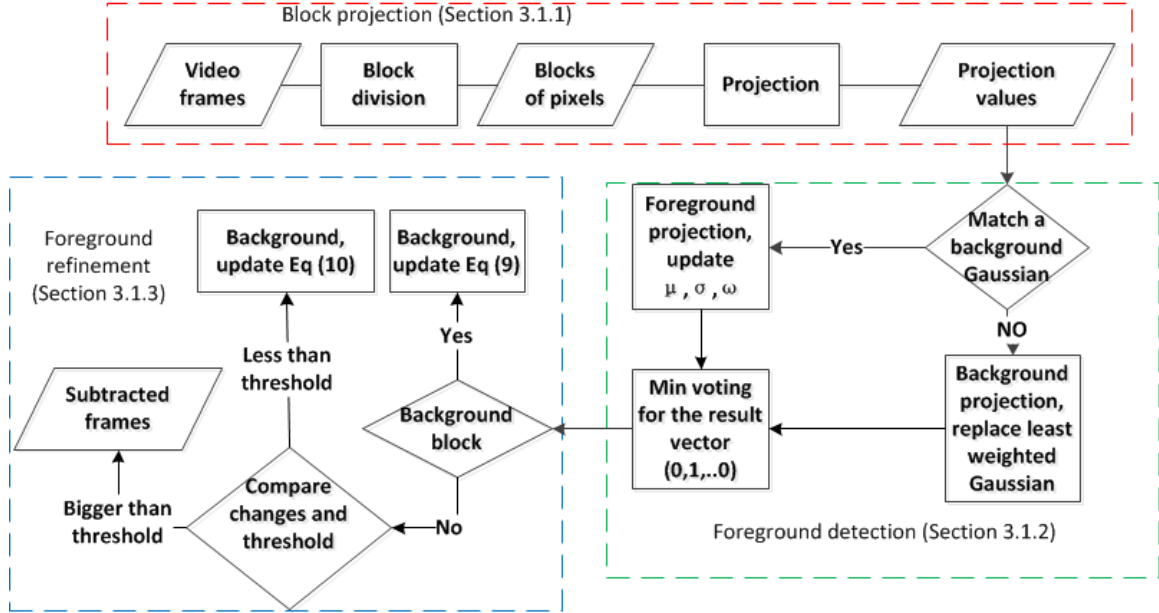 Block projection (Section 3.1.1)
Video
frames
Block
division
Blocks
of pixels
Projection
Projection
values
Match a
background
Gaussian
Yes
NO
Foreground
projection,
update
μ , σ , ω
Background
projection,
replace least
weighted
Gaussian
Min voting
for the result
vector
(0,1,..0)
Foreground detection (Section 3.1.2)
Foreground
refinement
(Section 3.1.3)
Background,
update Eq (10)
Background,
update Eq (9)
Yes
Background
block
No
Less than
threshold
Compare
changes and
threshold
Bigger than
threshold
Subtracted
frames